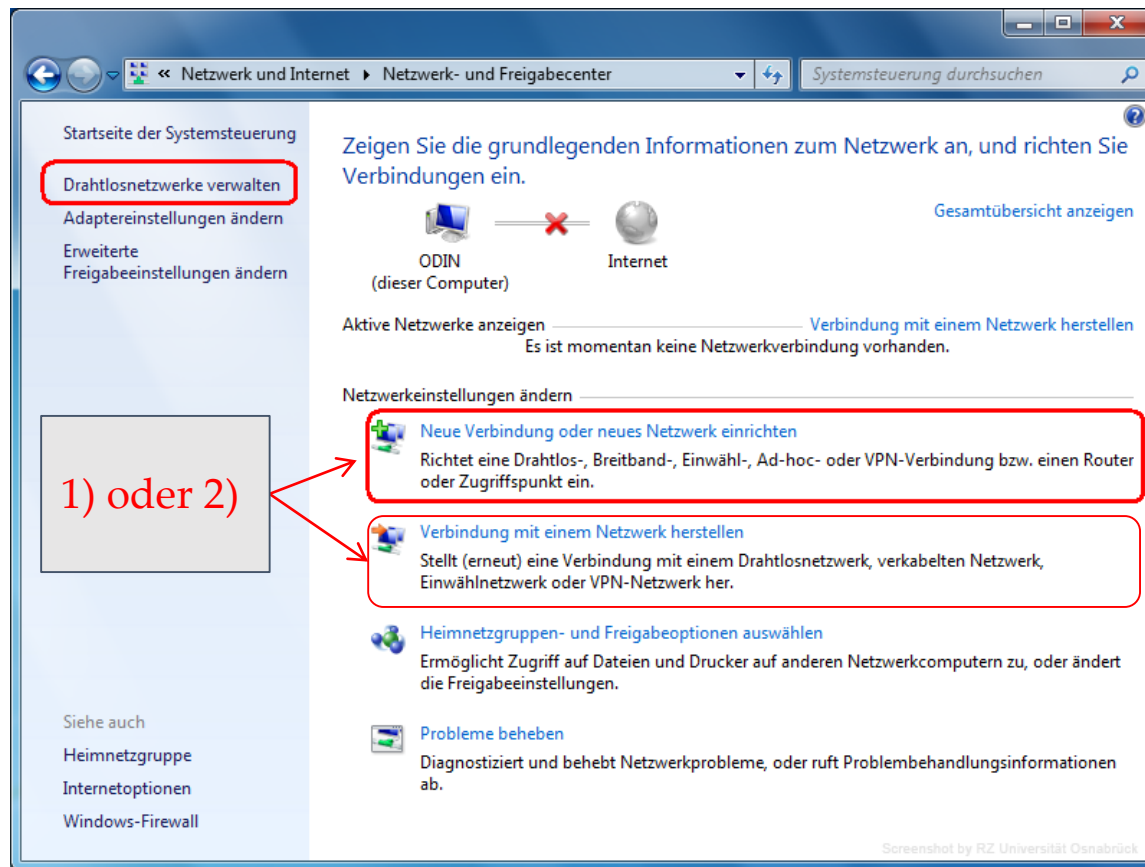 « Netzwerk und Internet ▸ Netzwerk- und Freigabecenter
Systemsteuerung durchsuchen
Startseite der Systemsteuerung
Drahtlosnetzwerke verwalten
Adaptereinstellungen ändern
Erweiterte
Freigabeeinstellungen ändern
Zeigen Sie die grundlegenden Informationen zum Netzwerk an, und richten Sie
Verbindungen ein.
Gesamtübersicht anzeigen
ODIN
(dieser Computer)
Internet
Aktive Netzwerke anzeigen
Verbindung mit einem Netzwerk herstellen
Es ist momentan keine Netzwerkverbindung vorhanden.
Netzwerkeinstellungen ändern
1) oder 2)
Neue Verbindung oder neues Netzwerk einrichten
Richtet eine Drahtlos-, Breitband-, Einwähl-, Ad-hoc- oder VPN-Verbindung bzw. einen Router
oder Zugriffspunkt ein.
Verbindung mit einem Netzwerk herstellen
Stellt (erneut) eine Verbindung mit einem Drahtlosnetzwerk, verkabelten Netzwerk,
Einwählnetzwerk oder VPN-Netzwerk her.
Heimnetzgruppen- und Freigabeoptionen auswählen
Ermöglicht Zugriff auf Dateien und Drucker auf anderen Netzwerkcomputern zu, oder ändert
die Freigabeeinstellungen.
Probleme beheben
Diagnostiziert und behebt Netzwerkprobleme, oder ruft Problembehandlungsinformationen
ab.
Siehe auch
Heimnetzgruppe
Internetoptionen
Windows-Firewall
Screenshot by RZ Universität Osnabrück